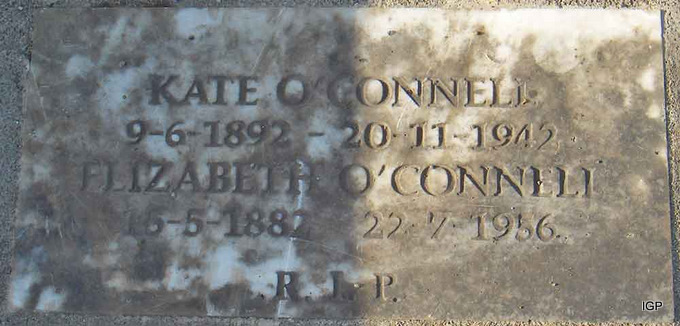 KATE O'CONNELL
9-6-1892 - 20-11-1942
ELIZABETH O'CONNELL
15-5-1882 22-7-1956
R. I. P.
IGP